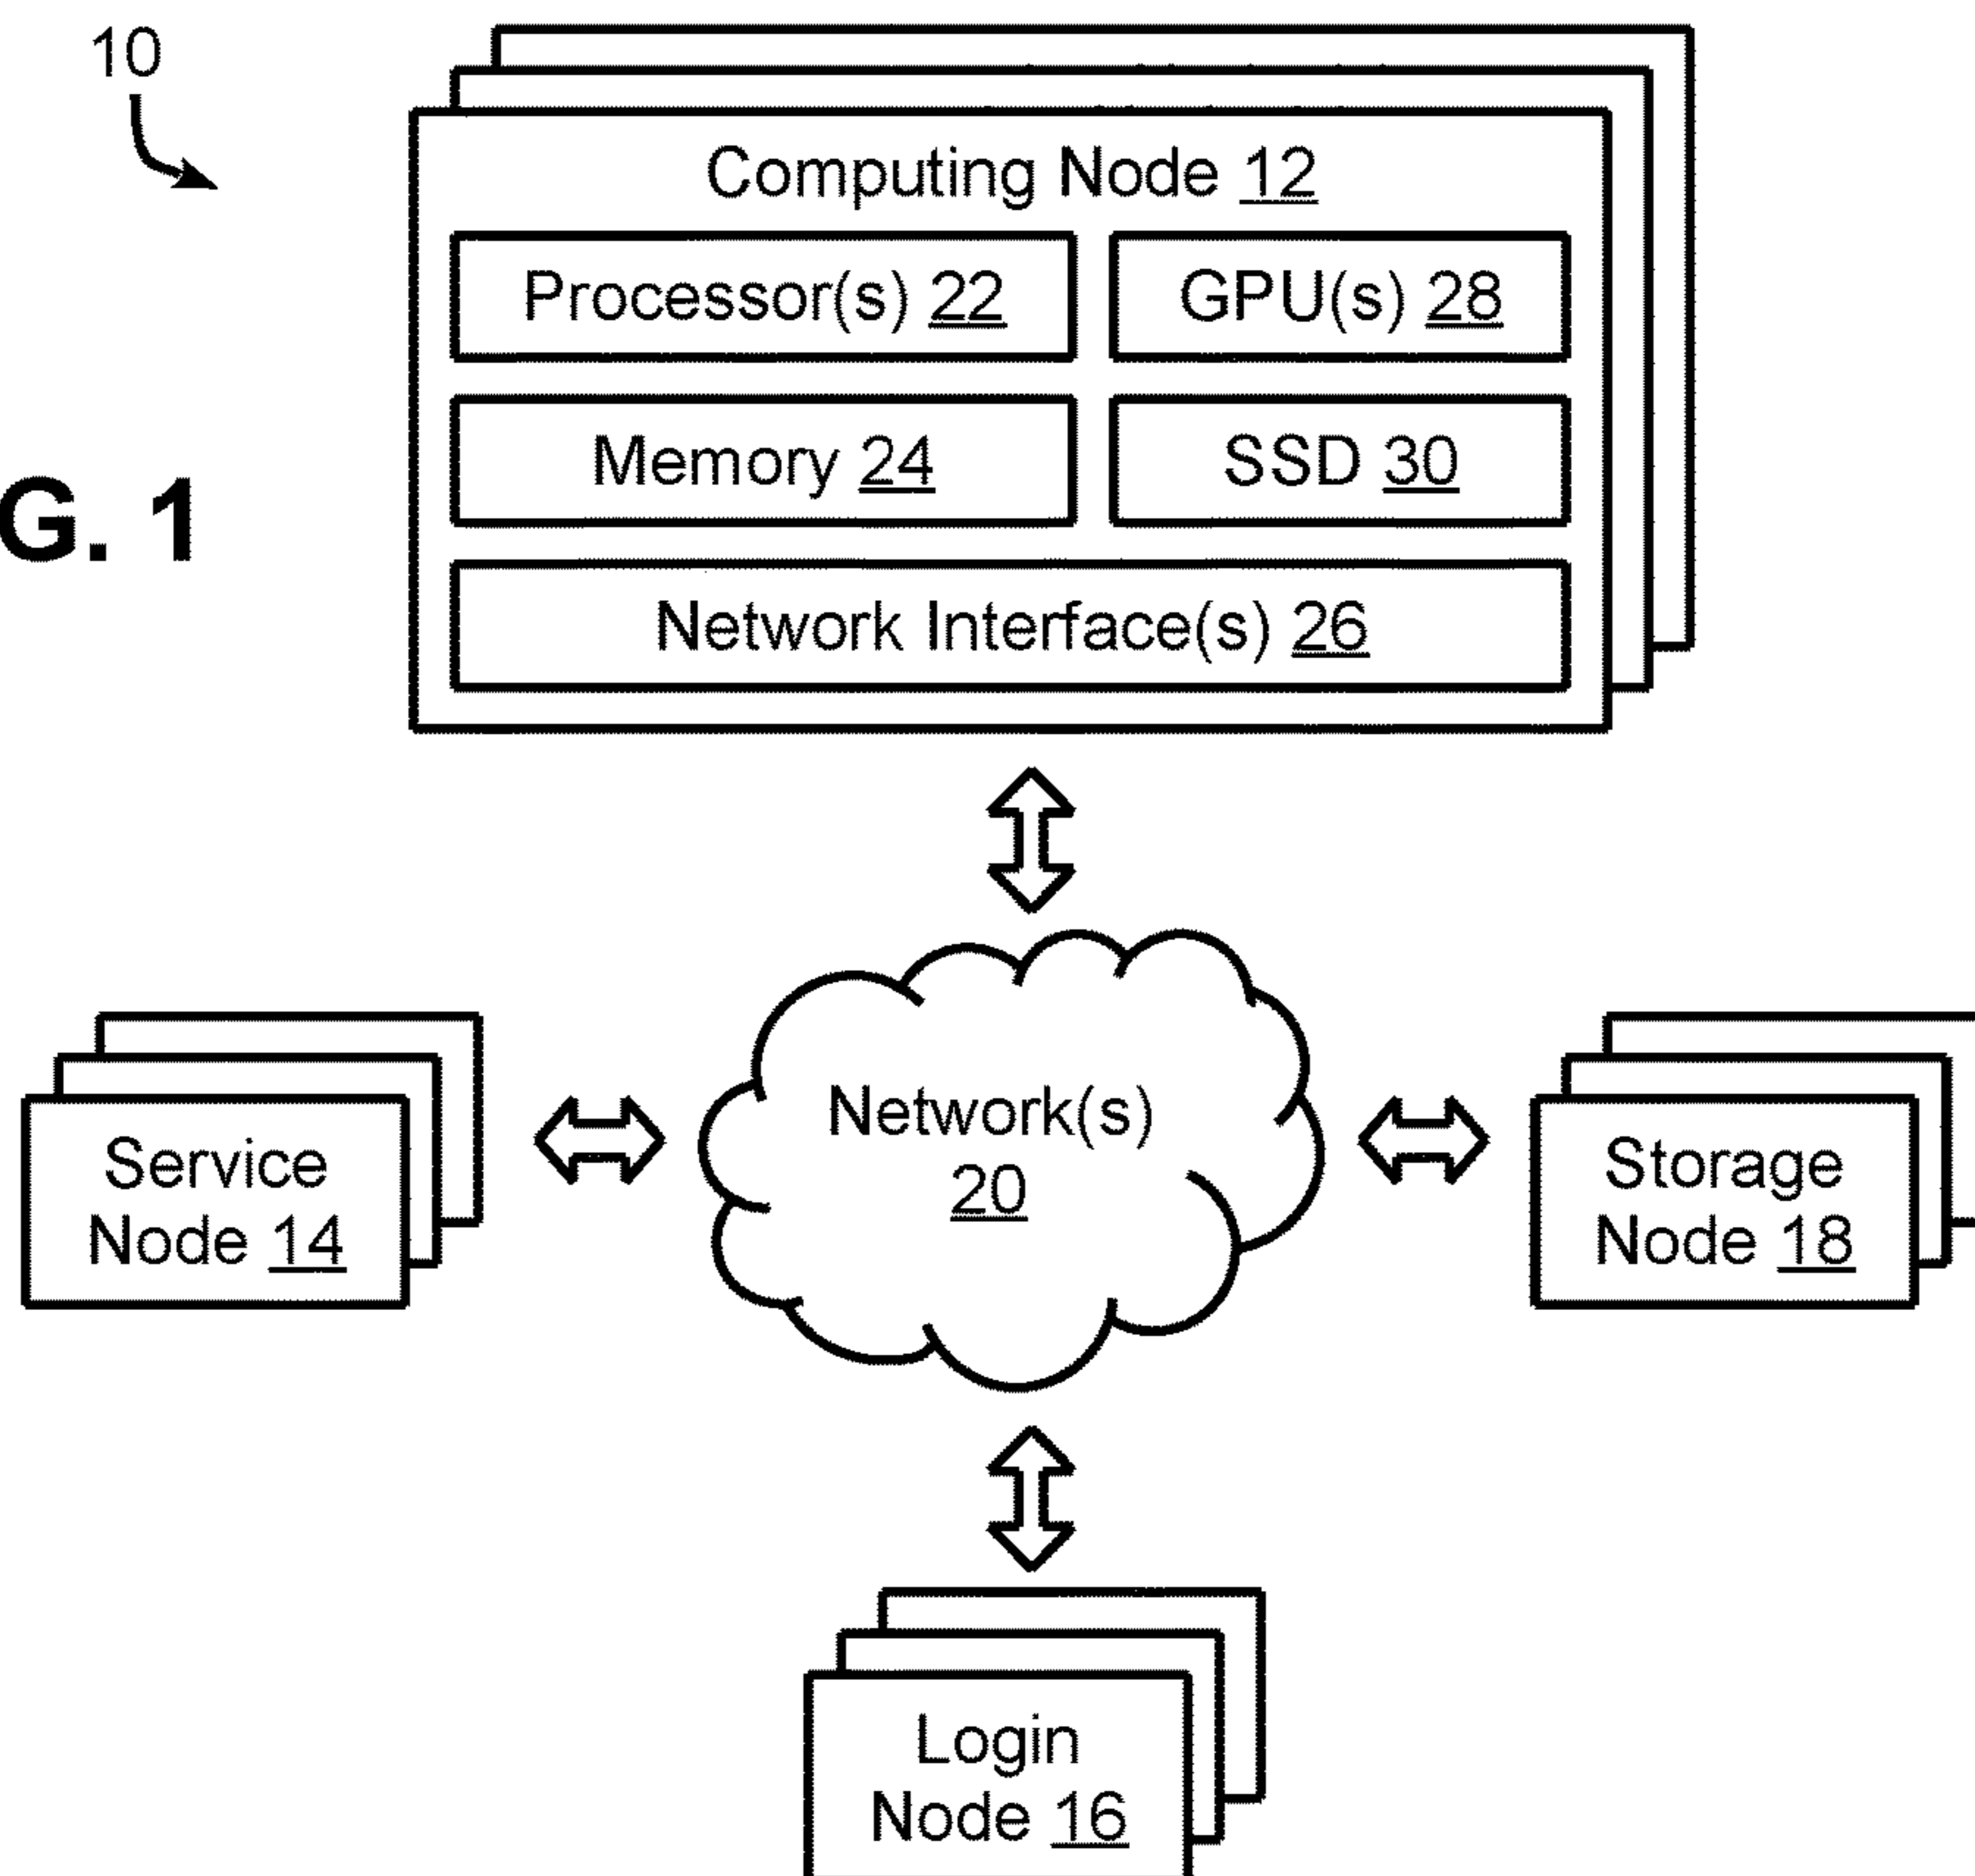 10
Computing Node 12
Processor(s) 22
GPU(s) 28
Memory 24
SSD 30
G. 1
Network Interface(s) 26
Network(s)
20
Service
Node 14
Storage
Node 18
Login
Node 16